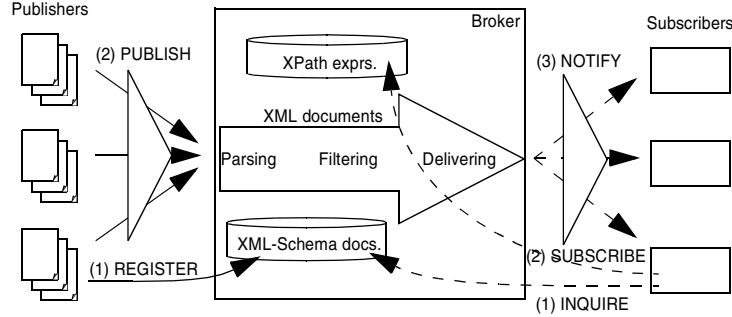 Publishers
Broker
Subscribers
(2) PUBLISH
XPath exprs.
(3) NOTIFY
XML documents
Parsing Filtering Delivering
XML-Schema docs.
(2) SUBSCRIBE
(1) REGISTER
(1) INQUIRE